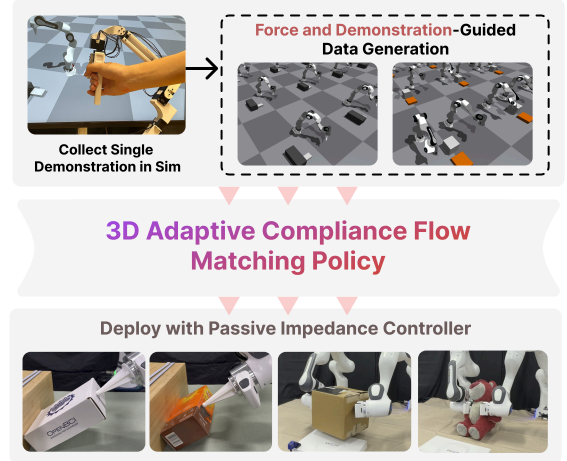 Force and Demonstration-Guided
Data Generation
Collect Single
Demonstration in Sim
3D Adaptive Compliance Flow
Matching Policy
Deploy with Passive Impedance Controller
OPENBCI